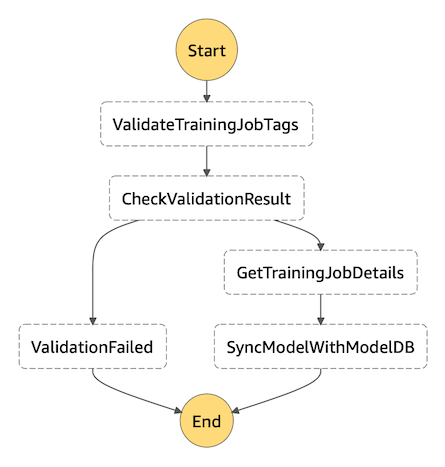 Start
ValidateTrainingJobTags
CheckValidationResult
GetTrainingJobDetails
ValidationFailed
SyncModelWithModelDB
End